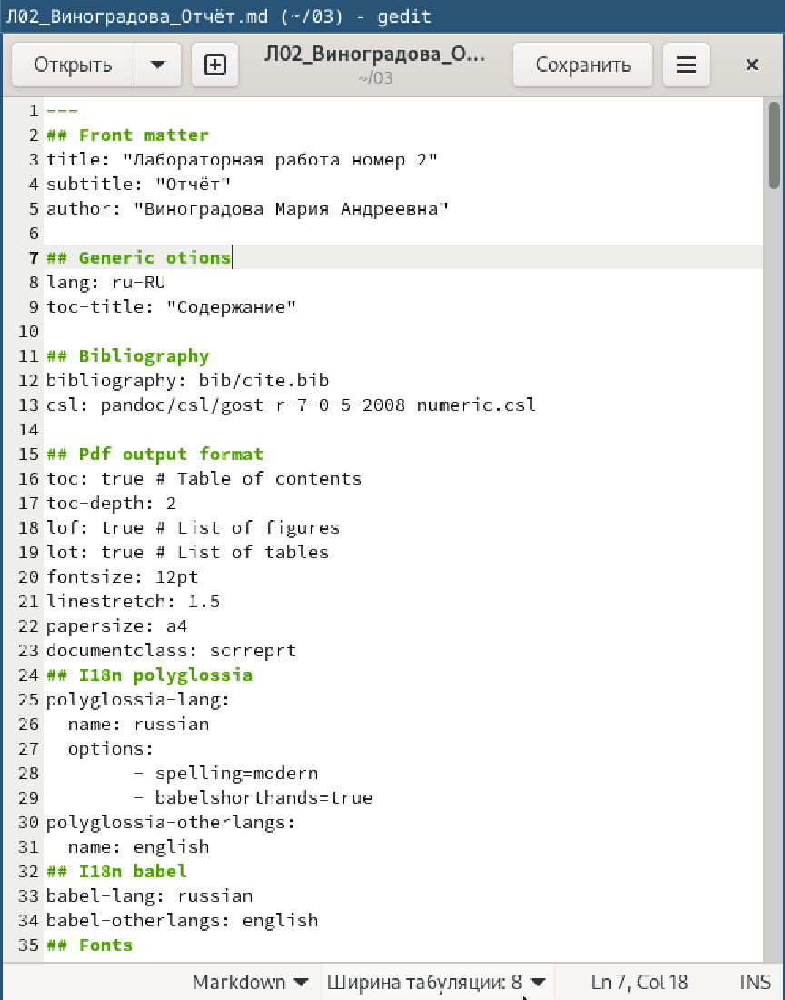 Л02_Виноградова_Отчёт.md (~/03) - gedit
Открыть
Л02_Виноградова_О...
~/03
Сохранить
1 ---
2 ## Front matter
3 title: "Лабораторная работа номер 2"
4 subtitle: "Отчёт"
5 author: "Виноградова Мария Андреевна"
6
7 ## Generic otions
8 lang: ru-RU
9 toc-title: "Содержание"
10
11 ## Bibliography
12 bibliography: bib/cite.bib
13 csl: pandoc/csl/gost-r-7-0-5-2008-numeric.csl
14
15 ## Pdf output format
16 toc: true # Table of contents
17 toc-depth: 2
18 lof: true # List of figures
19 lot: true # List of tables
20 fontsize: 12pt
21 linestretch: 1.5
22 papersize: a4
23 documentclass: scrreprt
24 ## I18n polyglossia
25 polyglossia-lang:
26   name: russian
27   options:
28         - spelling=modern
29         - babelshorthands=true
30 polyglossia-otherlangs:
31   name: english
32 ## I18n babel
33 babel-lang: russian
34 babel-otherlangs: english
35 ## Fonts
Markdown Ширина табуляции: 8 Ln 7, Col 18 INS